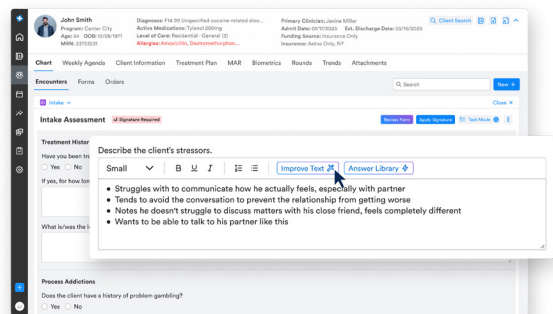 John Smith
Program: Center City
Age: 54 DOB: 12/28/1971
MRN: 23723231
Diagnoses: F14.99 Unspecified cocaine-related diso...
Active Medications: Tylenol 200mg
Level of Care: Residential - General (3)
Allergies: Amoxicillin, Dextromethorphan...
Primary Clinician: Janine Miller
Admit Date: 01/17/2025 Est. Discharge Date: 05/15/2025
Funding Source: Insurance Only
Insurance: Aetna Only, NY
Client Search
Chart Weekly Agenda Client Information Treatment Plan MAR Biometrics Rounds Trends Attachments
Encounters Forms Orders
Search
New +
Intake
Close ×
Intake Assessment Signature Required
Review Form Apply Signature Task Mode
Treatment Histor
Have you been tre
Yes No
If yes, for how lon
What is/was the l
Describe the client's stressors.
Small B U I Improve Text Answer Library
• Struggles with to communicate how he actually feels, especially with partner
• Tends to avoid the conversation to prevent the relationship from getting worse
• Notes he doesn't struggle to discuss matters with his close friend, feels completely different
• Wants to be able to talk to his partner like this
Process Addictions
Does the client have a history of problem gambling?
Yes No